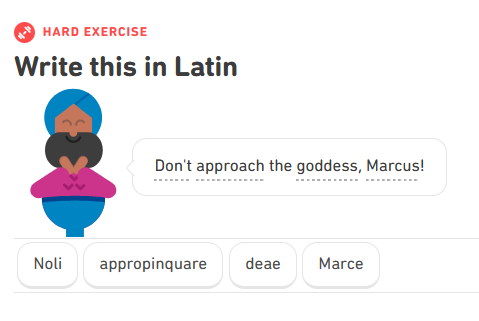 HARD EXERCISE
Write this in Latin
Don't approach the goddess, Marcus!
Noli appropinquare deae Marce